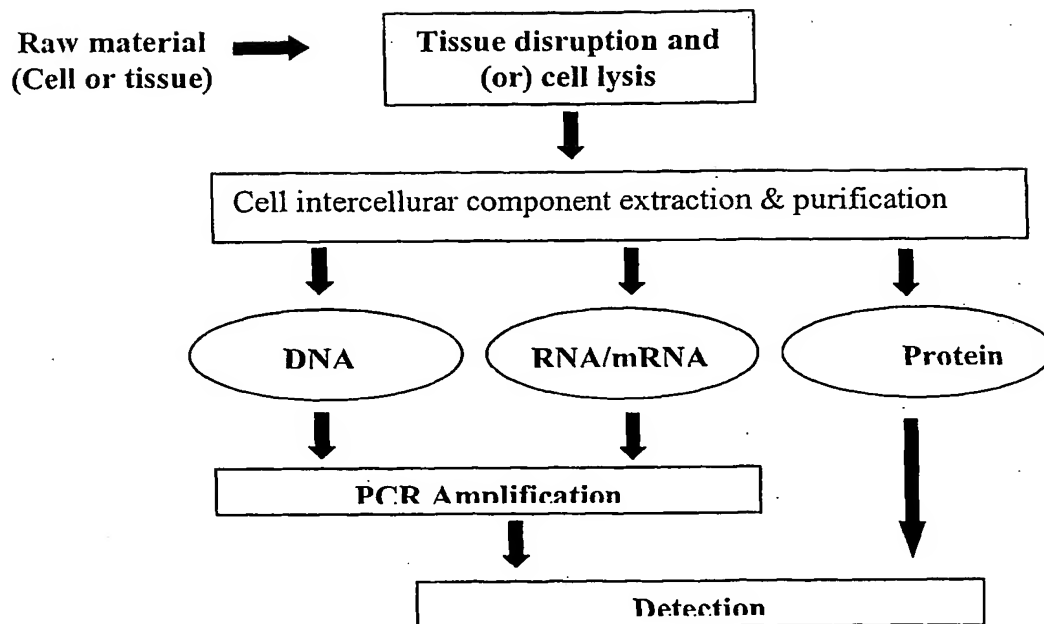 Raw material
(Cell or tissue)
Tissue disruption and
(or) cell lysis
Cell intercellurar component extraction & purification
DNA
RNA/mRNA
Protein
PCR Amplification
Detection